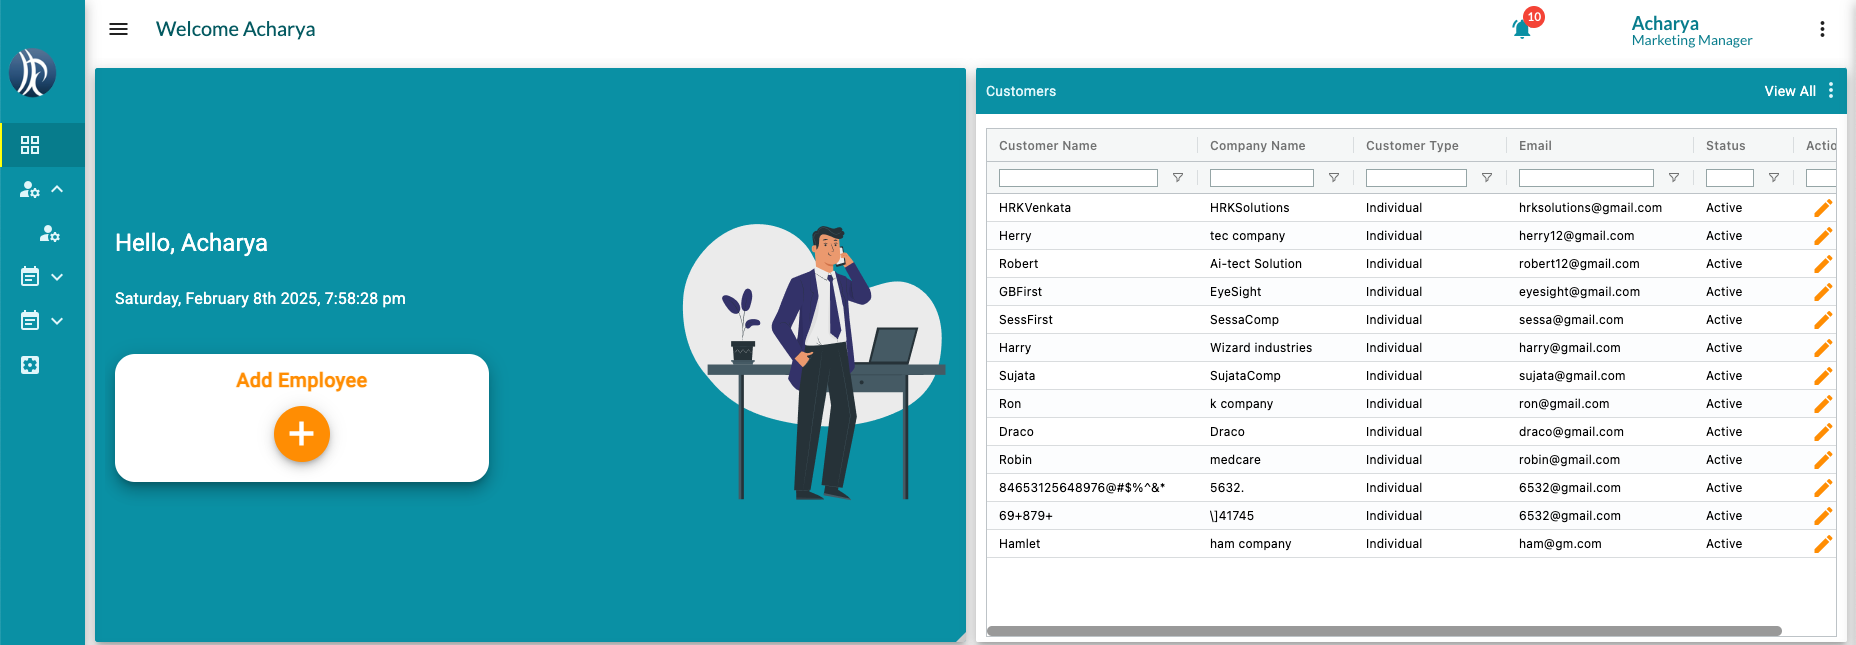 Welcome Acharya
10
Acharya
Marketing Manager
Hello, Acharya
Saturday, February 8th 2025, 7:58:28 pm
Add Employee
Customers View All
Customer Name Company Name Customer Type Email Status Actio
HRKVenkata HRKSolutions Individual hrksolutions@gmail.com Active
Herry tec company Individual herry12@gmail.com Active
Robert Ai-tect Solution Individual robert12@gmail.com Active
GBFirst EyeSight Individual eyesight@gmail.com Active
SessFirst SessaComp Individual sessa@gmail.com Active
Harry Wizard industries Individual harry@gmail.com Active
Sujata SujataComp Individual sujata@gmail.com Active
Ron k company Individual ron@gmail.com Active
Draco Draco Individual draco@gmail.com Active
Robin medcare Individual robin@gmail.com Active
84653125648976@#$%^&* 5632. Individual 6532@gmail.com Active
69+879+ \]41745 Individual 6532@gmail.com Active
Hamlet ham company Individual ham@gm.com Active